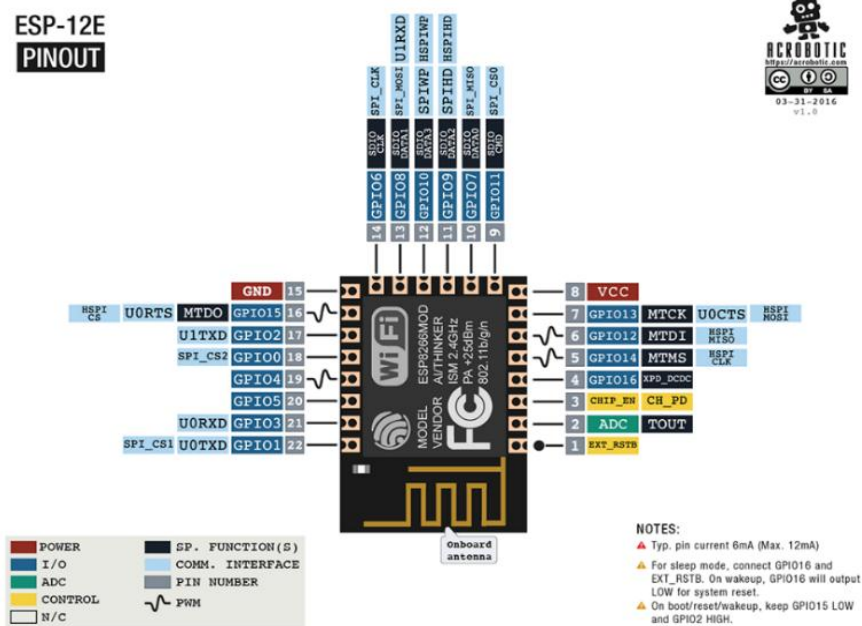 ESP-12E
PINOUT
ACROBOTIC
https://acrobotic.com
CC BY SA
03-31-2016
v1.0
SPI_CLK
SPI_MOSI U1RXD
SPIWP HSPIWP
SPIHD HSPIHD
SPI_MISO
SPI_CS0
SDIO CLK
SDIO DATA1
SDIO DATA3
SDIO DATA2
SDIO DATA0
SDIO CMD
GPIO6
GPIO8
GPIO10
GPIO9
GPIO7
GPIO11
14 13 12 11 10 9
GND 15
HSPI CS U0RTS MTDO GPIO15 16
U1TXD GPIO2 17
SPI_CS2 GPIO0 18
GPIO4 19
GPIO5 20
U0RXD GPIO3 21
SPI_CS1 U0TXD GPIO1 22
WiFi
MODEL ESP8266MOD
VENDOR AI/THINKER
ISM 2.4GHz
PA +25dBm
802.11b/g/n
FC
8 VCC
7 GPIO13 MTCK U0CTS HSPI MOSI
6 GPIO12 MTDI HSPI MISO
5 GPIO14 MTMS HSPI CLK
4 GPIO16 XPD_DCDC
3 CHIP_EN CH_PD
2 ADC TOUT
1 EXT_RSTB
Onboard
antenna
POWER
I/O
ADC
CONTROL
N/C
SP. FUNCTION(S)
COMM. INTERFACE
PIN NUMBER
PWM
NOTES:
Typ. pin current 6mA (Max. 12mA)
For sleep mode, connect GPIO16 and
EXT_RSTB. On wakeup, GPIO16 will output
LOW for system reset.
On boot/reset/wakeup, keep GPIO15 LOW
and GPIO2 HIGH.